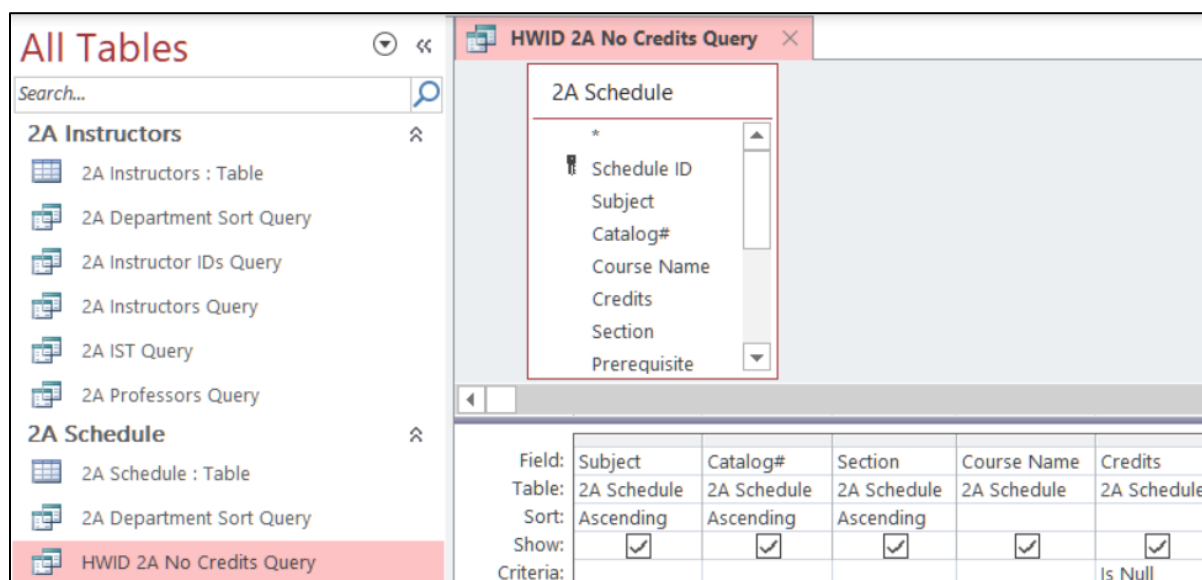 All Tables
Search...
2A Instructors
2A Instructors : Table
2A Department Sort Query
2A Instructor IDs Query
2A Instructors Query
2A IST Query
2A Professors Query
2A Schedule
2A Schedule : Table
2A Department Sort Query
HWID 2A No Credits Query
HWID 2A No Credits Query
2A Schedule
*
Schedule ID
Subject
Catalog#
Course Name
Credits
Section
Prerequisite
Field: Subject Catalog# Section Course Name Credits
Table: 2A Schedule 2A Schedule 2A Schedule 2A Schedule 2A Schedule
Sort: Ascending Ascending Ascending
Show:
Criteria: Is Null